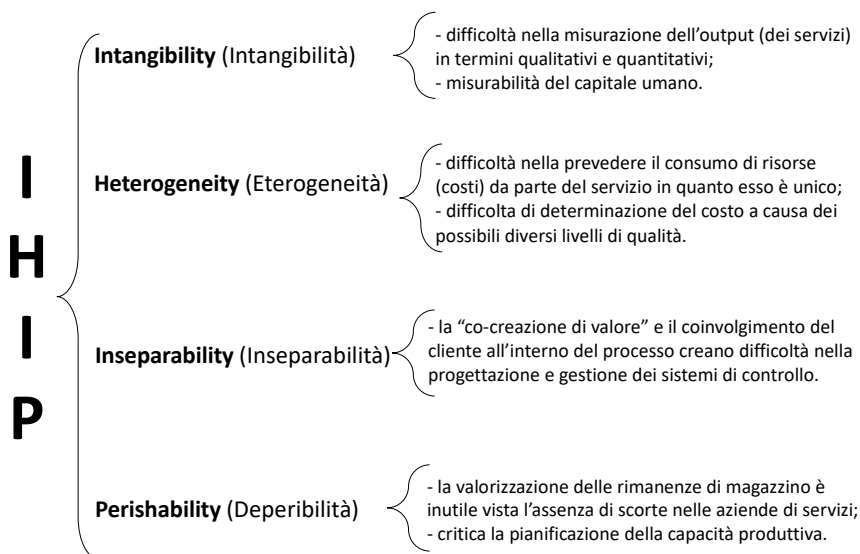 I
H
I
P
Intangibility (Intangibilità)
- difficoltà nella misurazione dell’output (dei servizi)
in termini qualitativi e quantitativi;
- misurabilità del capitale umano.
Heterogeneity (Eterogeneità)
- difficoltà nella prevedere il consumo di risorse
(costi) da parte del servizio in quanto esso è unico;
- difficolta di determinazione del costo a causa dei
possibili diversi livelli di qualità.
Inseparability (Inseparabilità)
- la “co-creazione di valore” e il coinvolgimento del
cliente all’interno del processo creano difficoltà nella
progettazione e gestione dei sistemi di controllo.
Perishability (Deperibilità)
- la valorizzazione delle rimanenze di magazzino è
inutile vista l’assenza di scorte nelle aziende di servizi;
- critica la pianificazione della capacità produttiva.